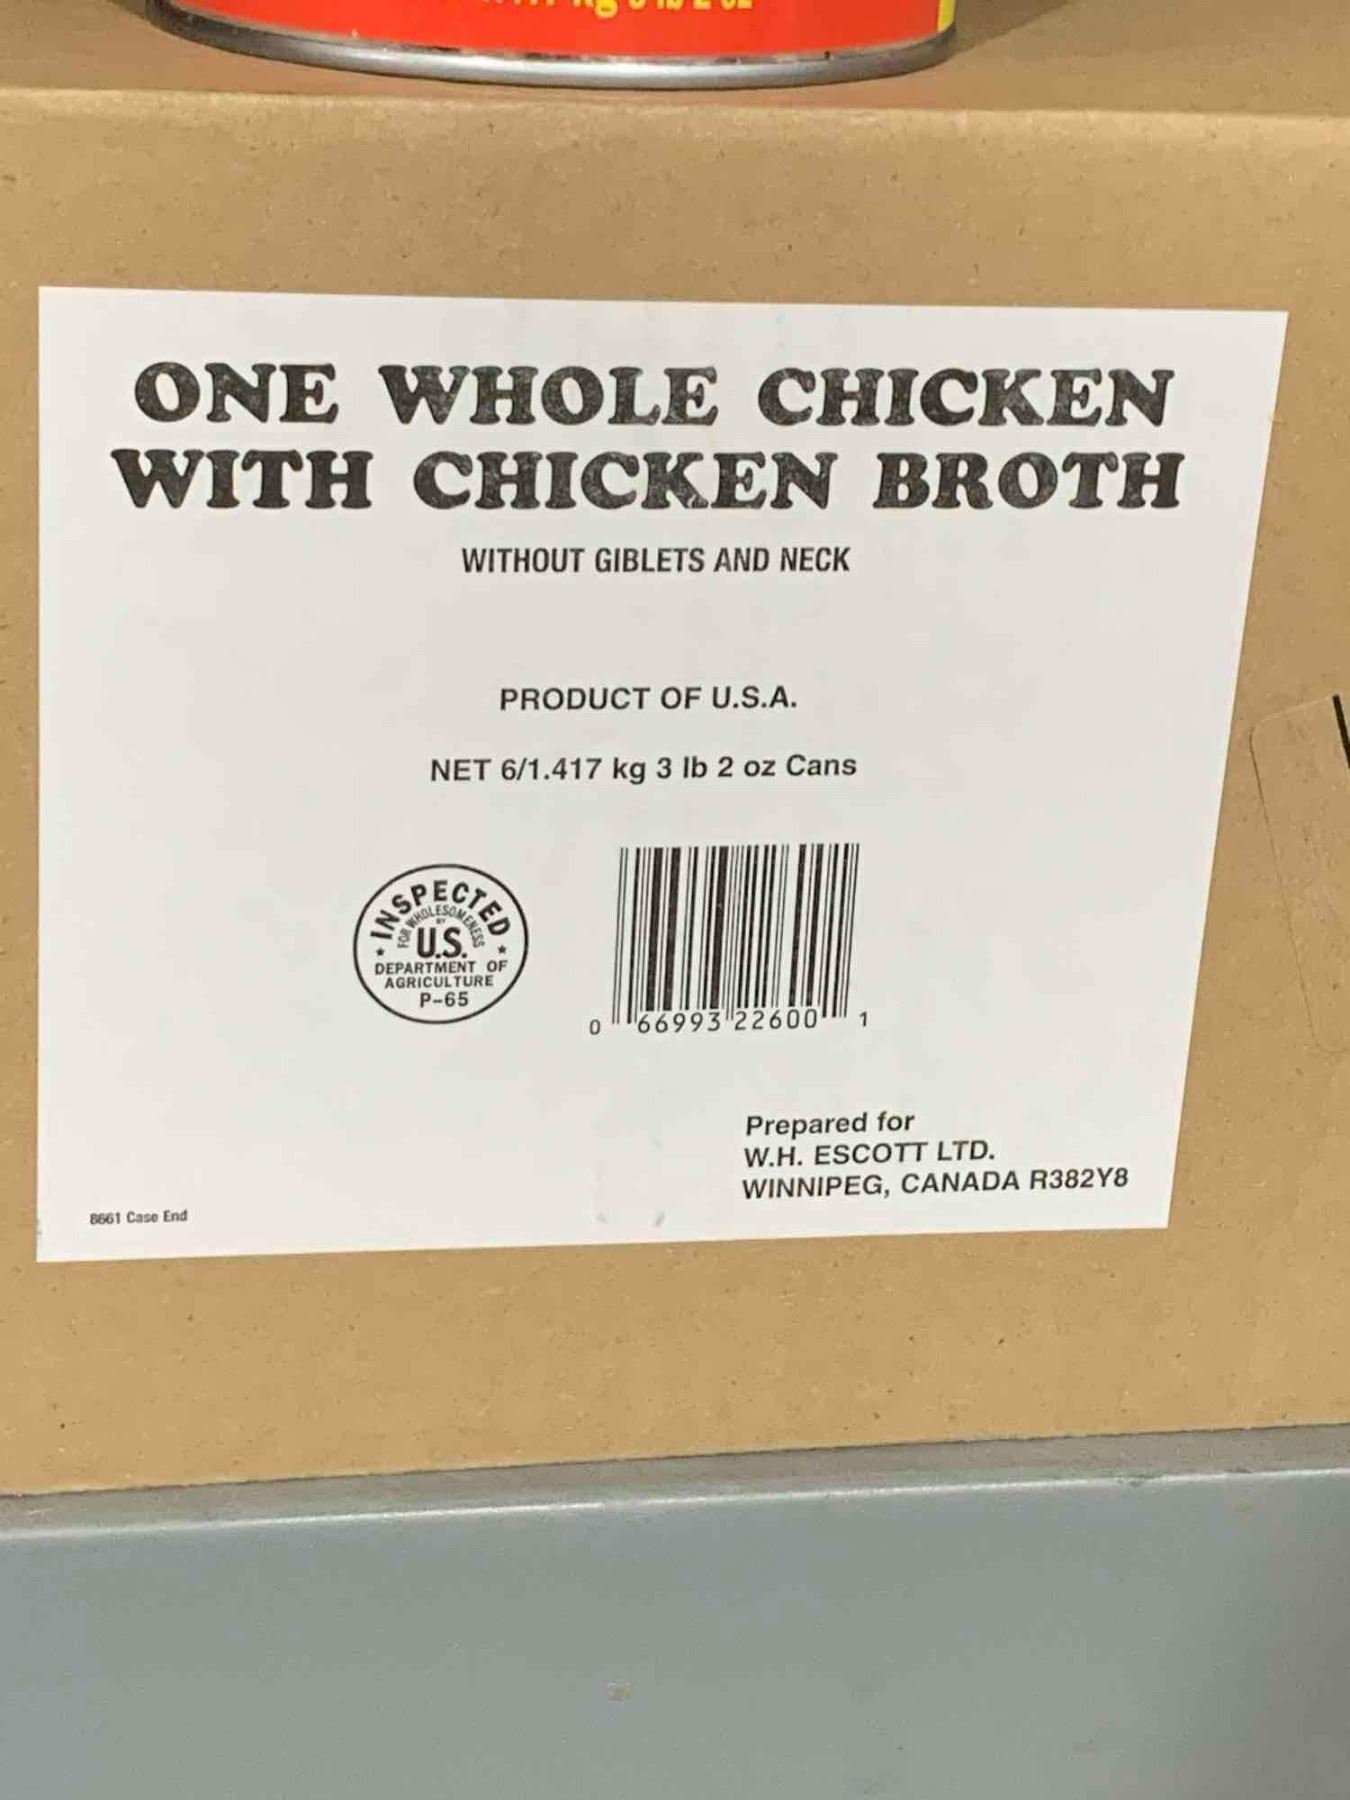 ONE WHOLE CHICKEN
WITH CHICKEN BROTH
WITHOUT GIBLETS AND NECK
PRODUCT OF U.S.A.
NET 6/1.417 kg 3 lb 2 oz Cans
INSPECTED
FOR WHOLESOMENESS
BY
U.S.
DEPARTMENT OF
AGRICULTURE
P-65
0 66993 22600 1
Prepared for
W.H. ESCOTT LTD.
WINNIPEG, CANADA R382Y8
8661 Case End